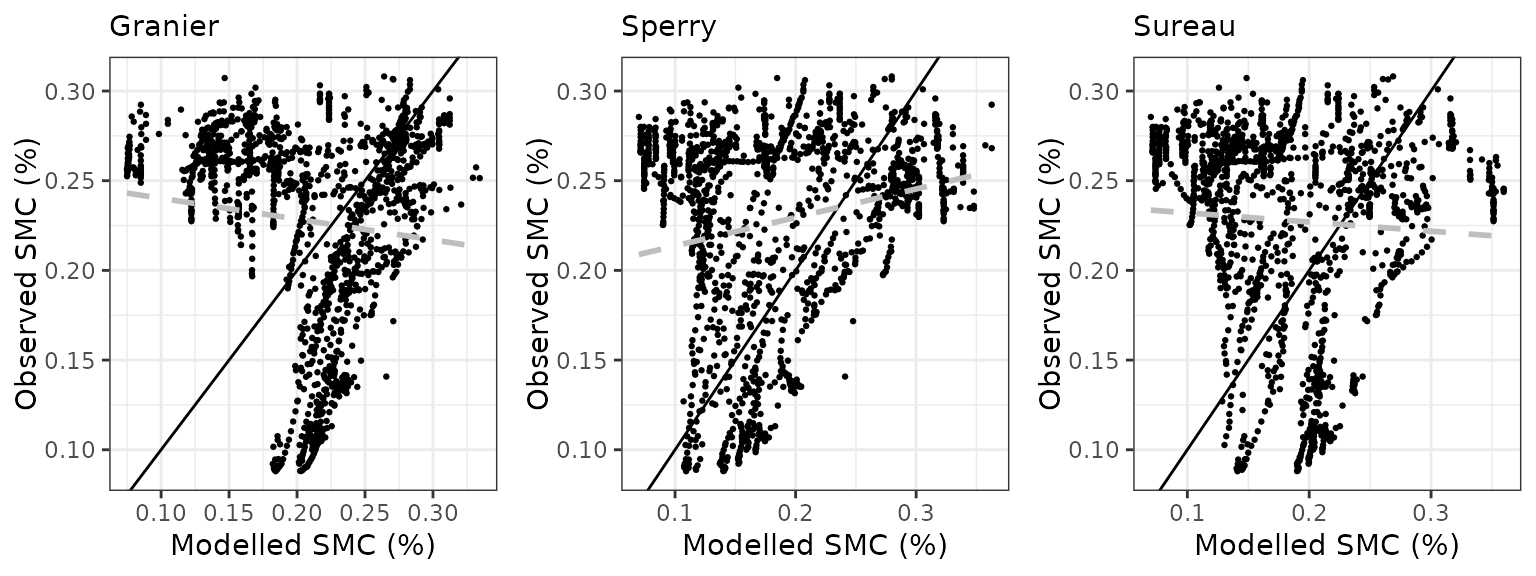 Granier
Observed SMC (%)
0.30
0.25
0.20
0.15
0.10
0.10 0.15 0.20 0.25 0.30
Modelled SMC (%)
Sperry
Observed SMC (%)
0.30
0.25
0.20
0.15
0.10
0.1 0.2 0.3
Modelled SMC (%)
Sureau
Observed SMC (%)
0.30
0.25
0.20
0.15
0.10
0.1 0.2 0.3
Modelled SMC (%)